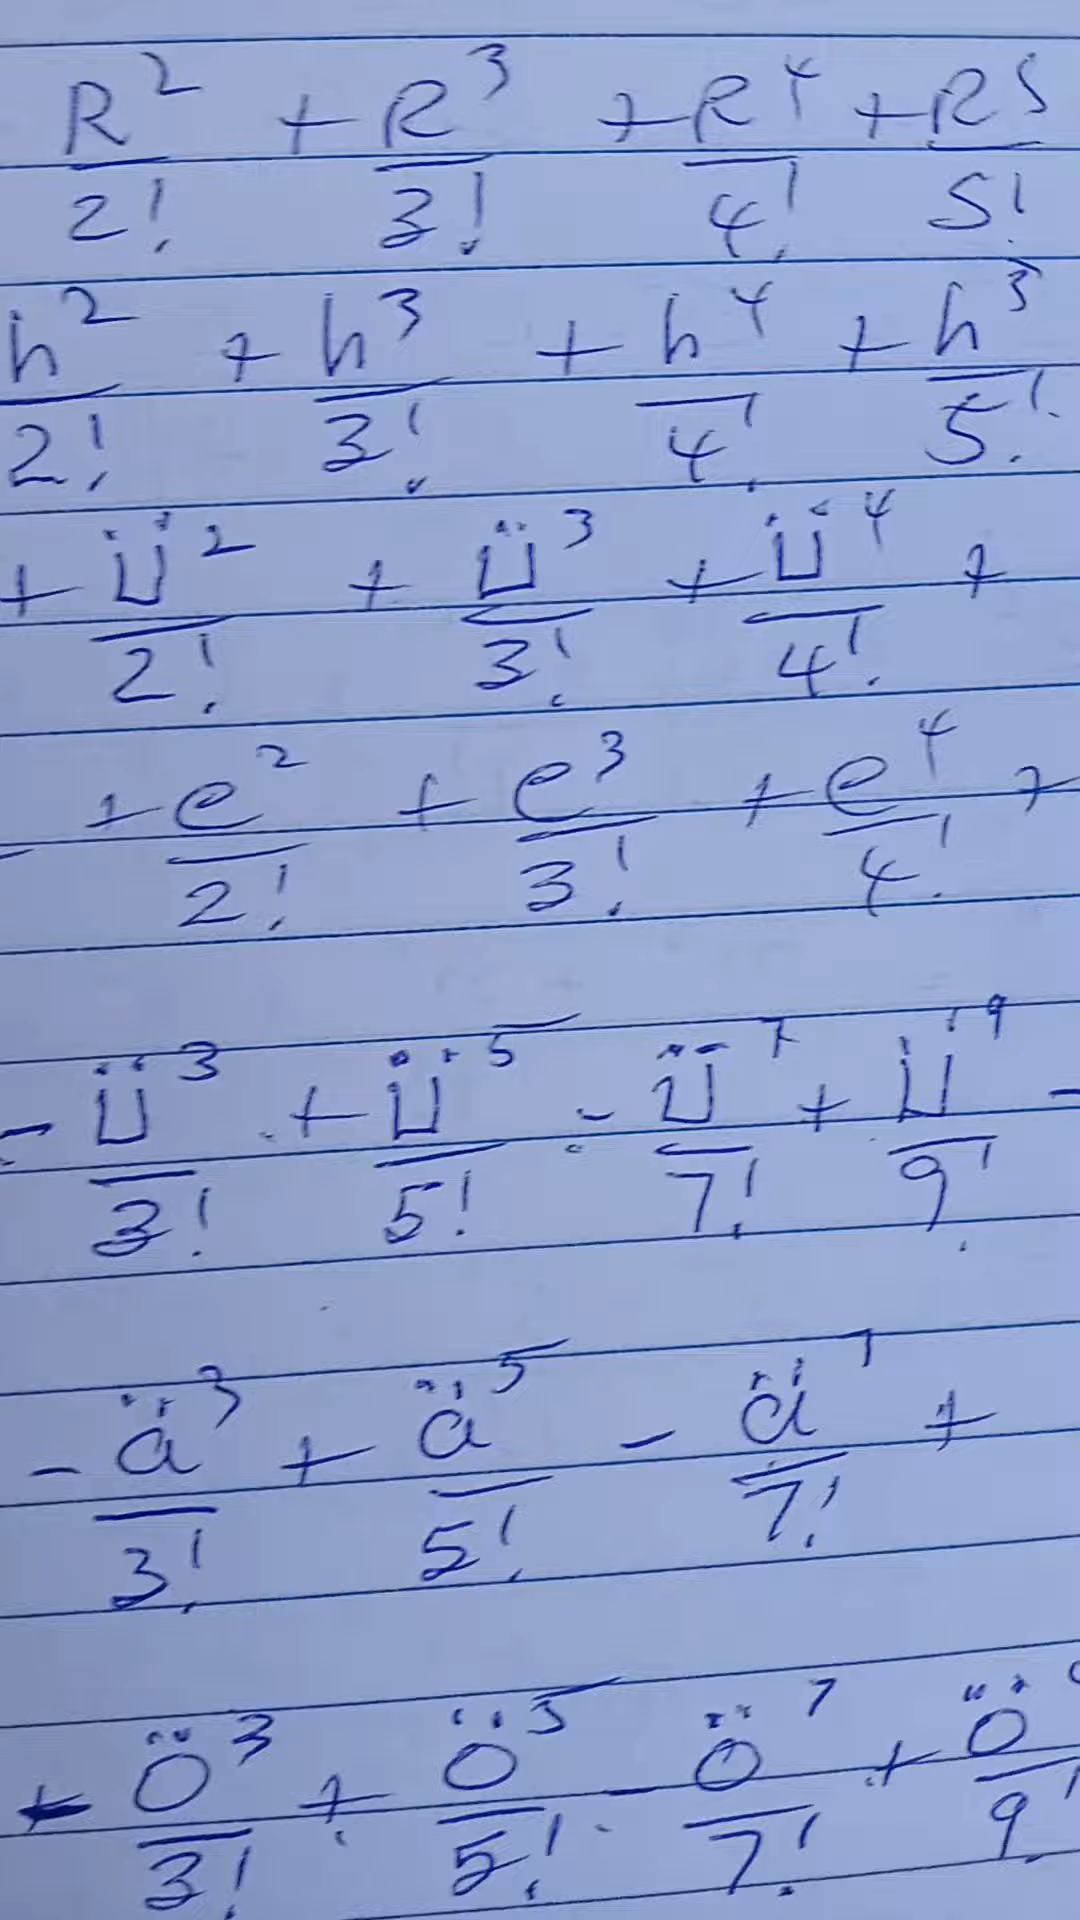 R² + R³ + R⁴ + R⁵
2! 3! 4! 5!
h² + h³ + h⁴ + h³
2! 3! 4! 5!
+ Ü² + Ü³ + Ü⁴ +
2! 3! 4!
+ e² + e³ + e⁴ +
2! 3! 4!
- Ü³ + Ü⁵ - Ü⁷ + Ü⁹ -
3! 5! 7! 9!
- ä³ + ä⁵ - ä⁷ +
3! 5! 7!
- Ö³ + Ö⁵ - Ö⁷ + Ö
3! 5! 7! 9!